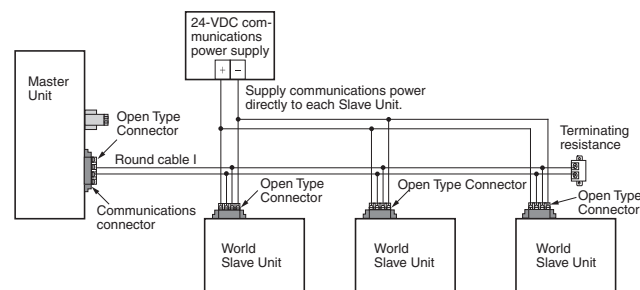 24-VDC com-
munications
power supply
+ −
Supply communications power
directly to each Slave Unit.
Master
Unit
Open Type
Connector
Round cable I
Communications
connector
Terminating
resistance
Open Type
Connector
Open Type Connector
Open Type
Connector
World
Slave Unit
World
Slave Unit
World
Slave Unit